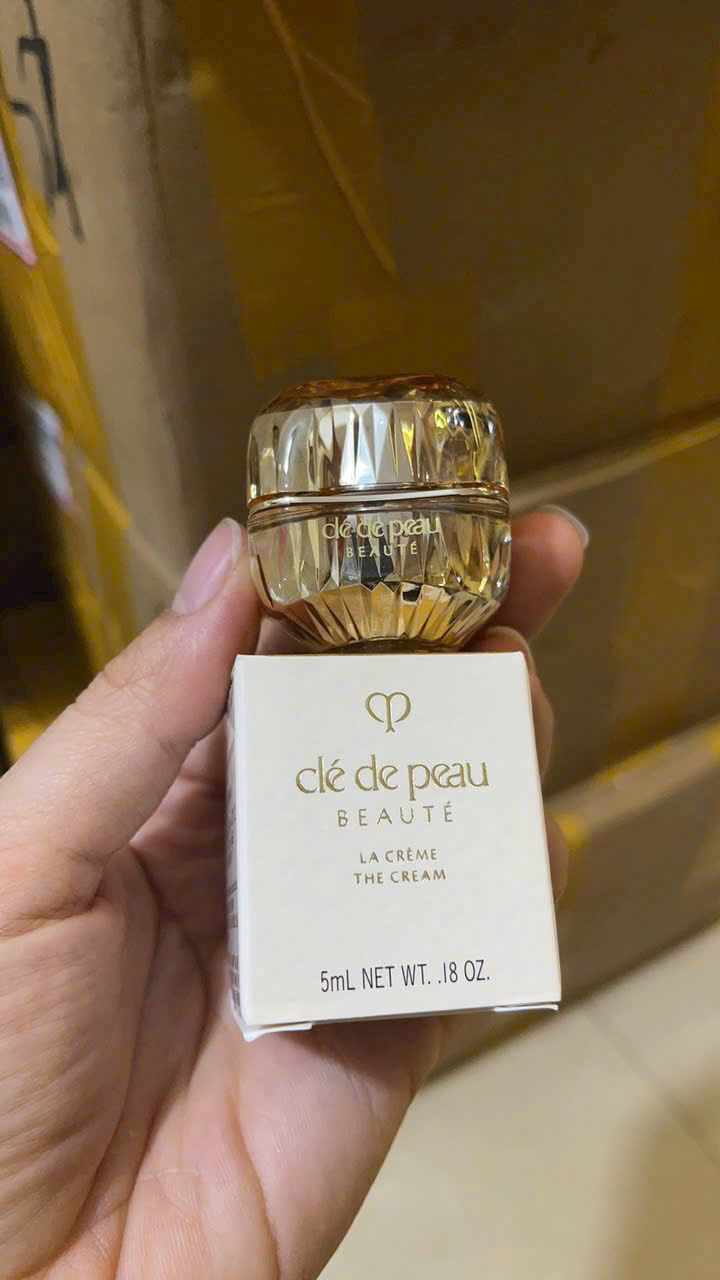 clé de peau
BEAUTÉ
clé de peau
BEAUTÉ
LA CRÈME
THE CREAM
5mL NET WT. .18 OZ.